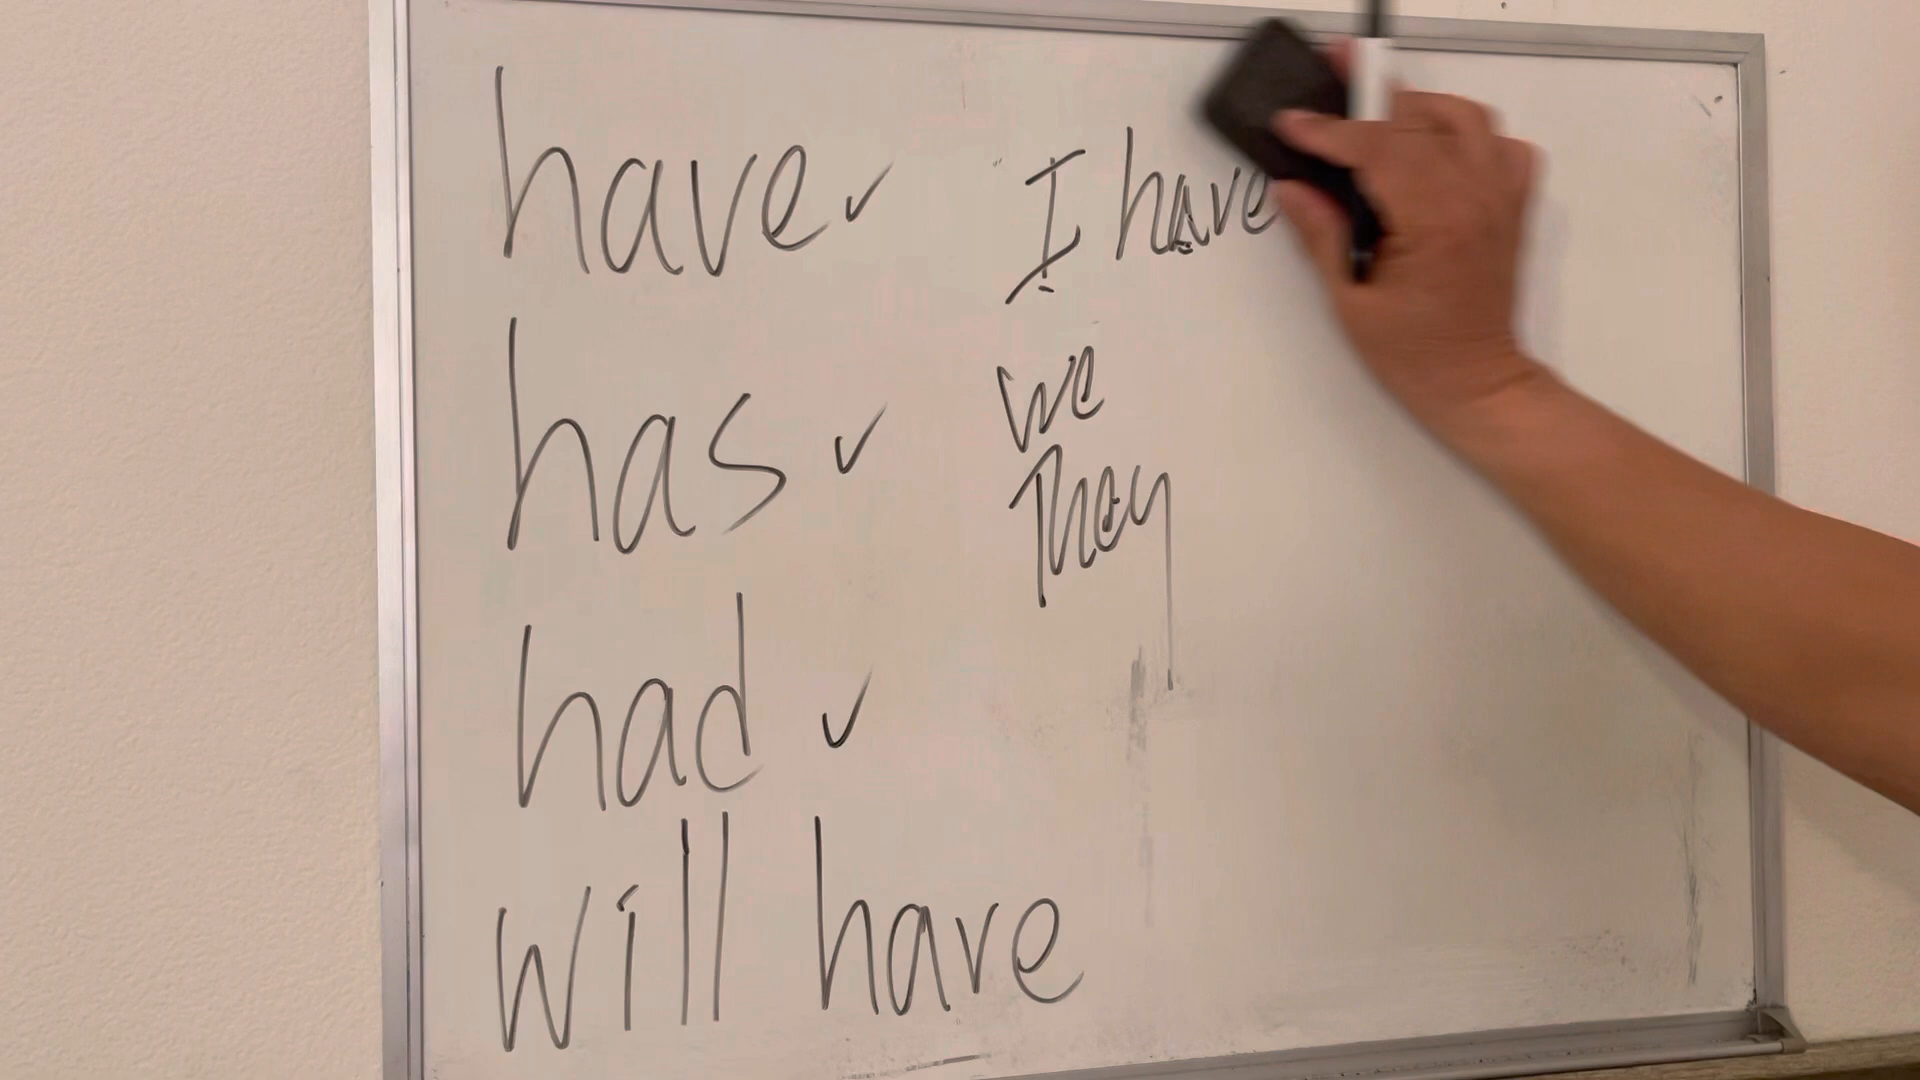 have✓ I have
we
has✓
They
had ✓
will have